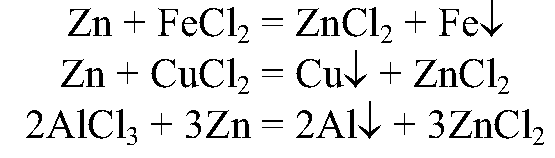 Zn + FeCl₂ = ZnCl₂ + Fe↓
Zn + CuCl₂ = Cu↓ + ZnCl₂
2AlCl₃ + 3Zn = 2Al↓ + 3ZnCl₂